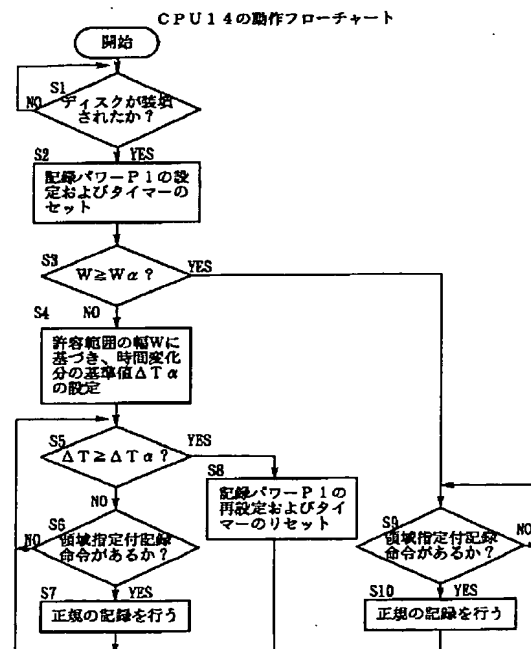 CPU14の動作フローチャート
開始
S1
ディスクが装填
されたか？
NO
YES
S2
記録パワーP1の設
定およびタイマーの
セット
S3
W≧Wα？
YES
NO
S4
許容範囲の幅Wに
基づき、時間変化
分の基準値ΔTα
の設定
S5
ΔT≧ΔTα？
YES
NO
S8
記録パワーP1の
再設定およびタイ
マーのリセット
S6
領域指定付記録
命令があるか？
NO
YES
S7
正規の記録を行う
S9
領域指定付記録
命令があるか？
NO
YES
S10
正規の記録を行う